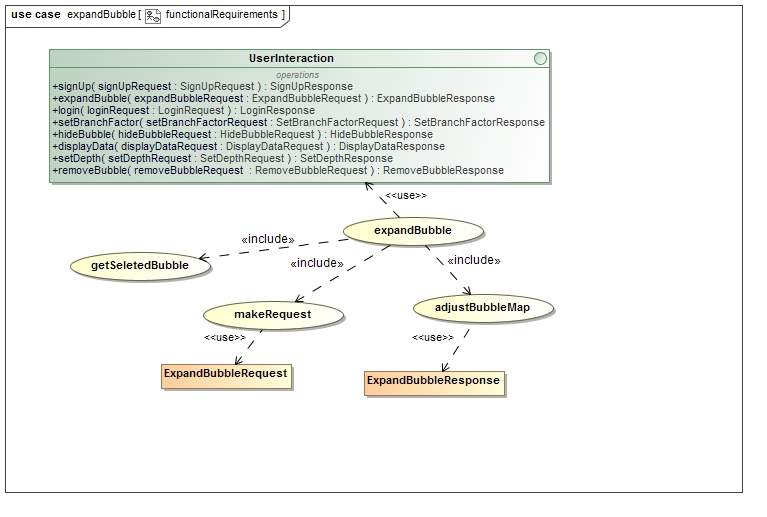 use case expandBubble [ functionalRequirements ]
UserInteraction
operations
+signUp( signUpRequest : SignUpRequest ) : SignUpResponse
+expandBubble( expandBubbleRequest : ExpandBubbleRequest ) : ExpandBubbleResponse
+login( loginRequest : LoginRequest ) : LoginResponse
+setBranchFactor( setBranchFactorRequest : SetBranchFactorRequest ) : SetBranchFactorResponse
+hideBubble( hideBubbleRequest : HideBubbleRequest ) : HideBubbleResponse
+displayData( displayDataRequest : DisplayDataRequest ) : DisplayDataResponse
+setDepth( setDepthRequest : SetDepthRequest ) : SetDepthResponse
+removeBubble( removeBubbleRequest : RemoveBubbleRequest ) : RemoveBubbleResponse
<<use>>
expandBubble
«include»
«include»
«include»
getSeletedBubble
makeRequest
adjustBubbleMap
<<use>>
<<use>>
ExpandBubbleRequest
ExpandBubbleResponse